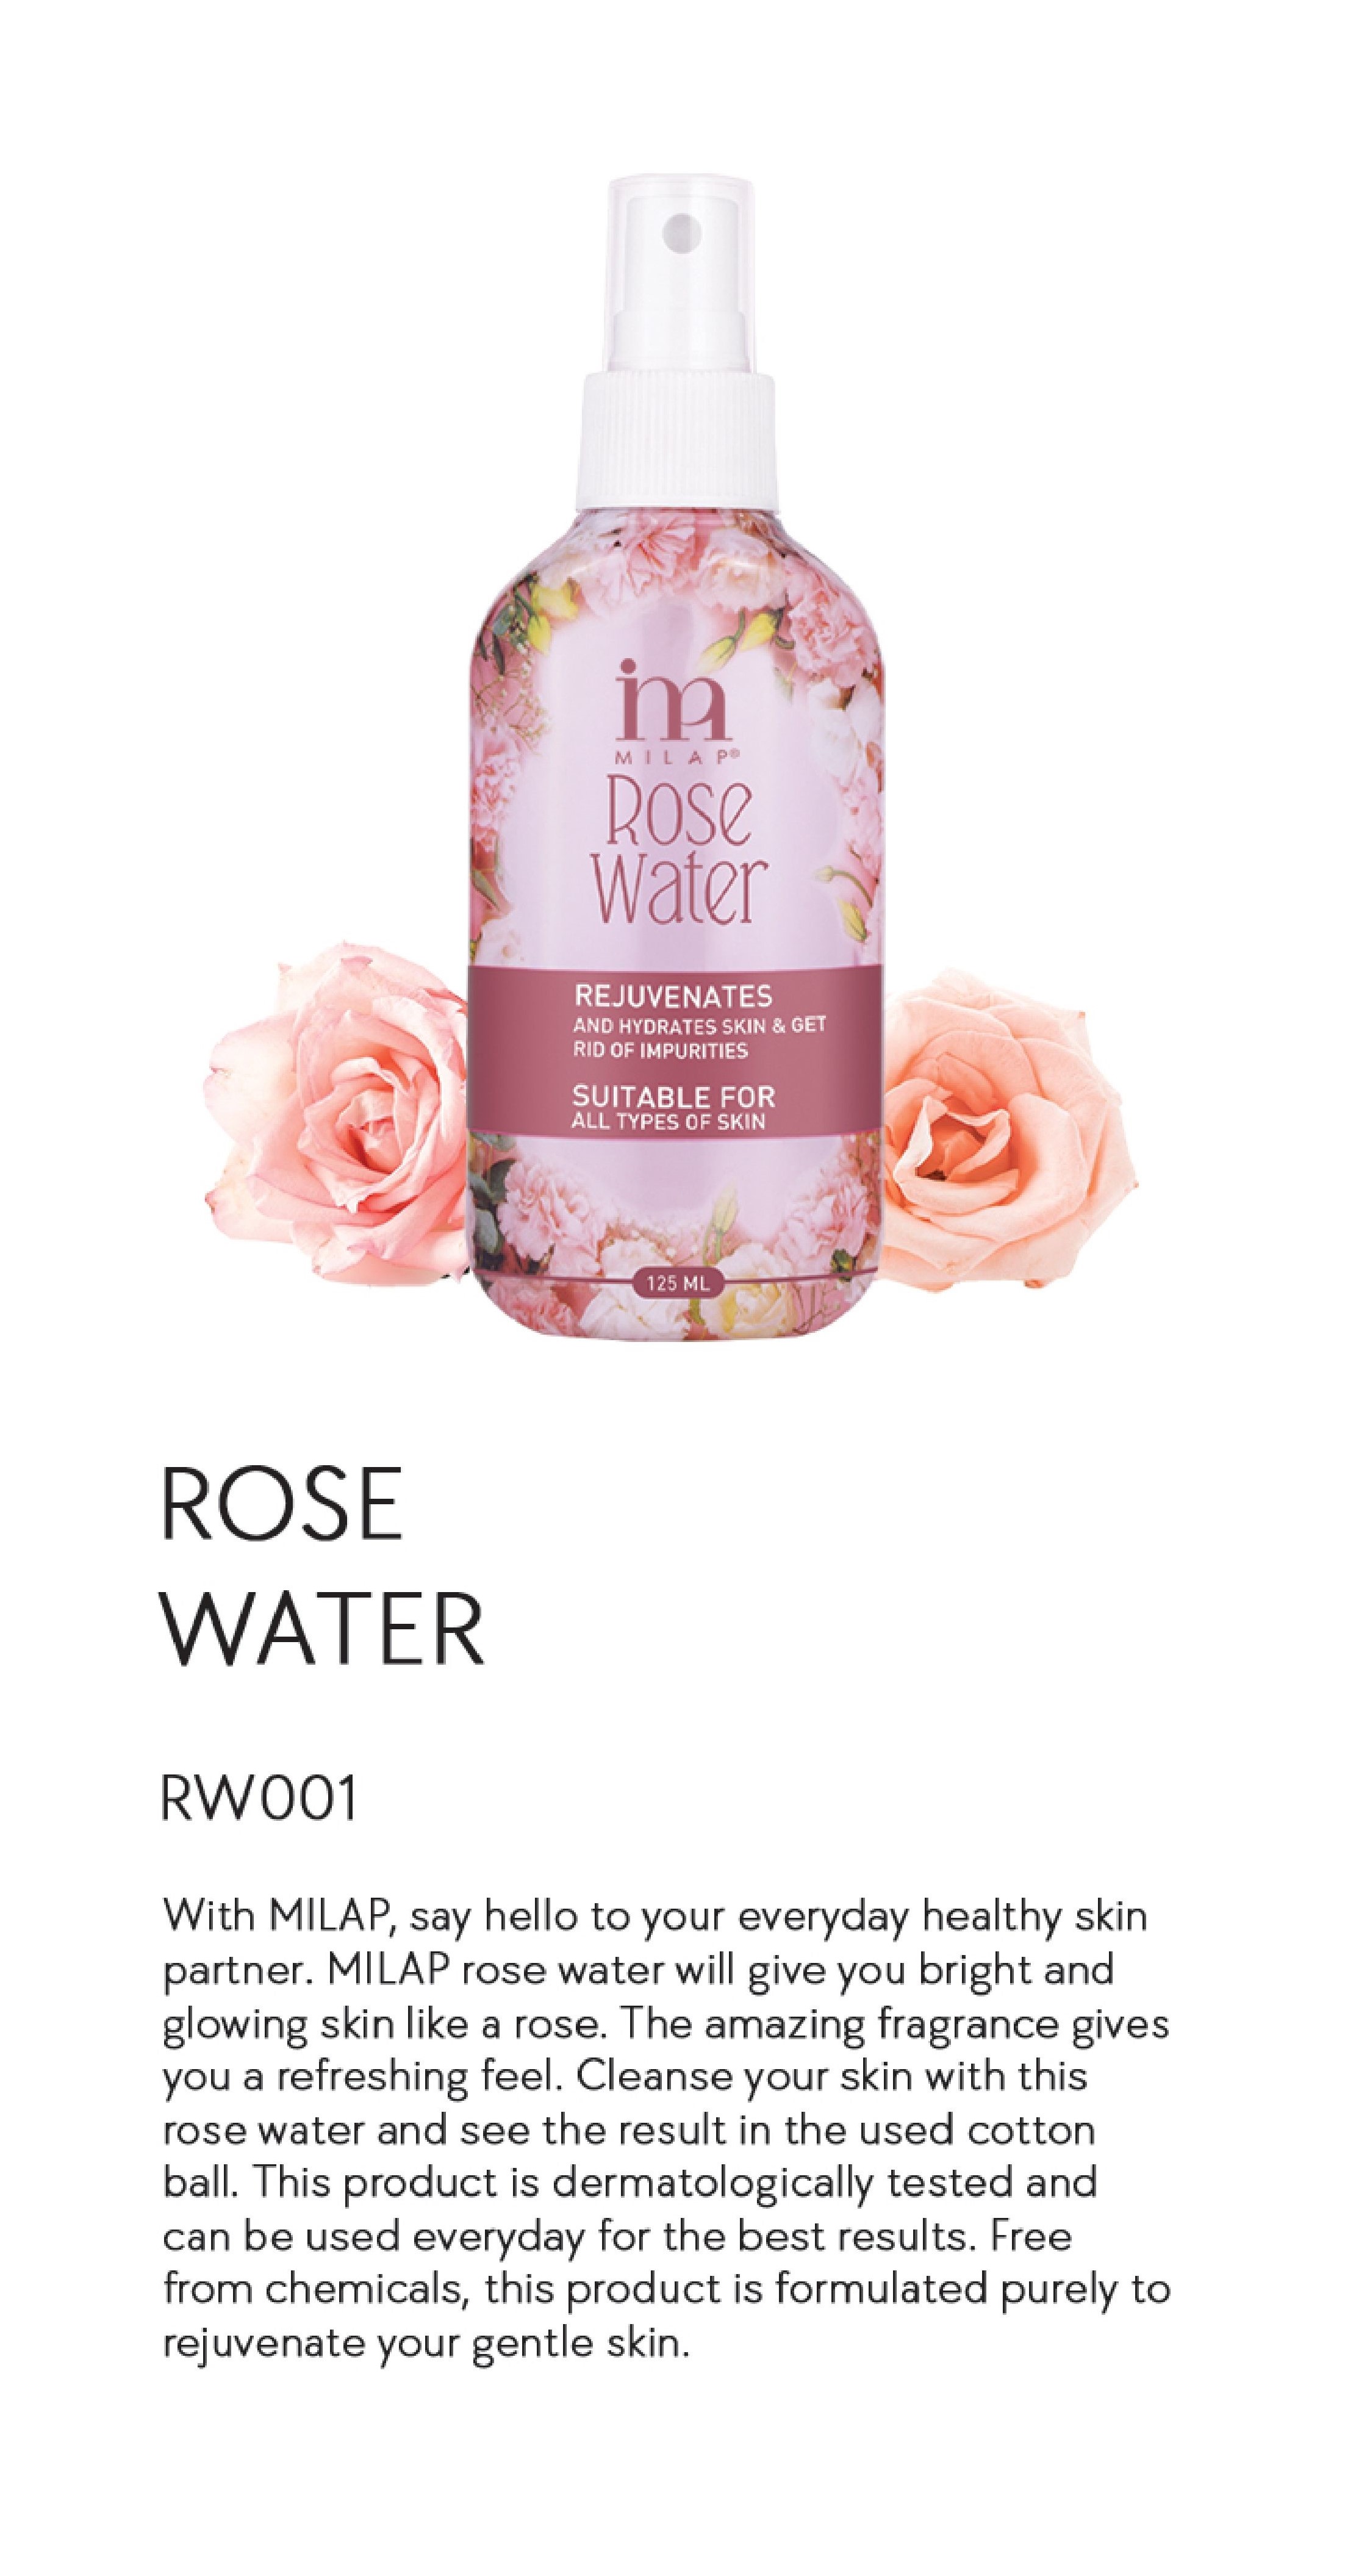 im
MILAP®
Rose
Water
REJUVENATES
AND HYDRATES SKIN & GET
RID OF IMPURITIES
SUITABLE FOR
ALL TYPES OF SKIN
125 ML
ROSE
WATER
RW001
With MILAP, say hello to your everyday healthy skin
partner. MILAP rose water will give you bright and
glowing skin like a rose. The amazing fragrance gives
you a refreshing feel. Cleanse your skin with this
rose water and see the result in the used cotton
ball. This product is dermatologically tested and
can be used everyday for the best results. Free
from chemicals, this product is formulated purely to
rejuvenate your gentle skin.